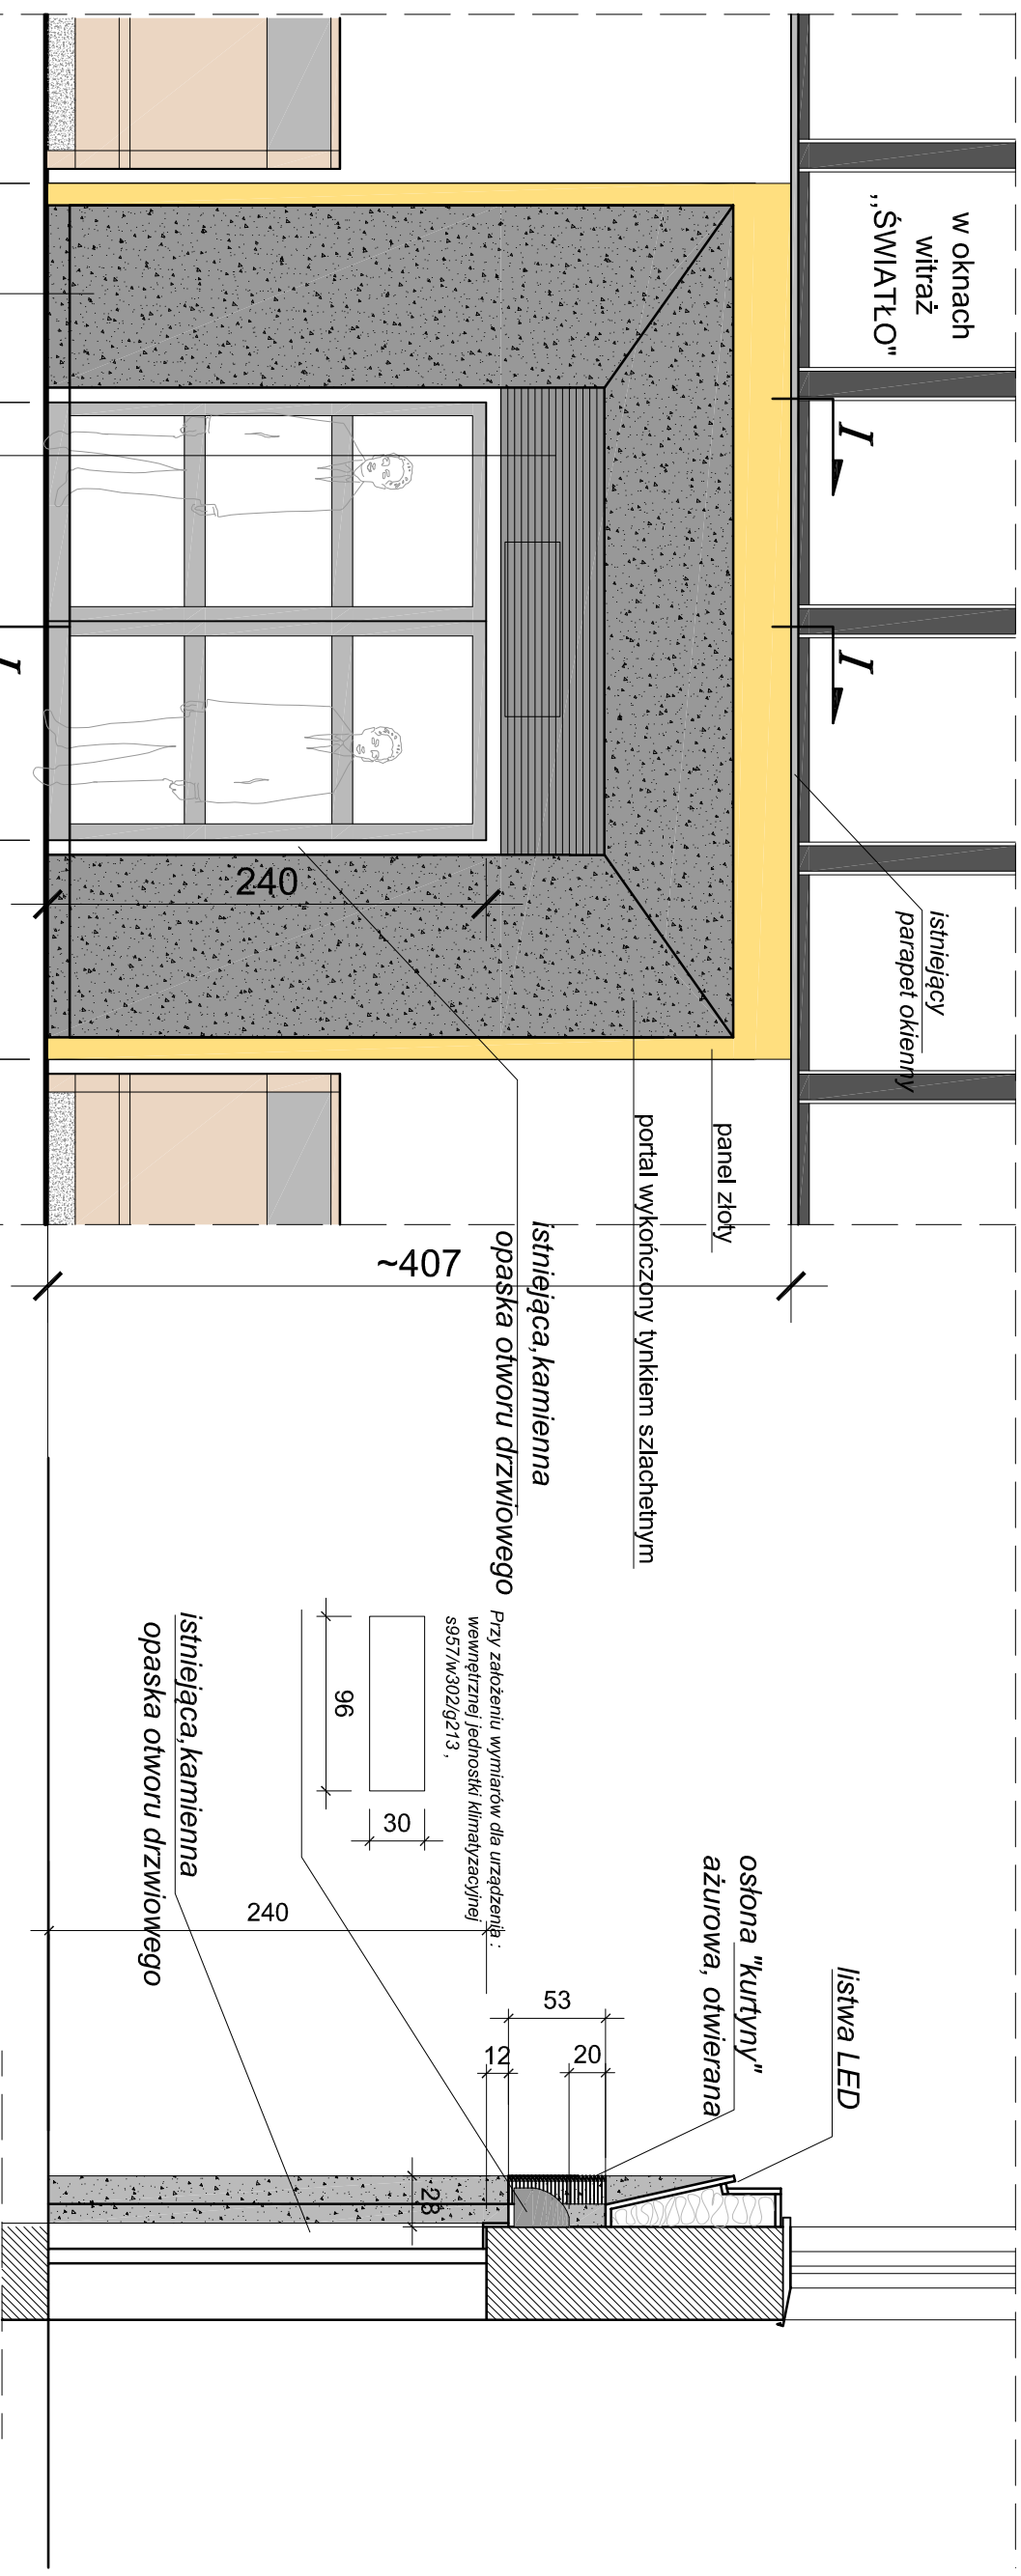 w oknach
witraż
,,ŚWIATŁO"
I
I
I
istniejący
parapet okienny
240
panel złoty
portal wykończony tynkiem szlachetnym
istniejąca,kamienna
opaska otworu drzwiowego
~407
Przy założeniu wymiarów dla urządzenia :
wewnętrznej jednostki klimatyzacyjnej
s957/w302/g213 ,
96
30
istniejąca,kamienna
opaska otworu drzwiowego
240
osłona "kurtyny"
ażurowa, otwierana
listwa LED
53
12
20
28